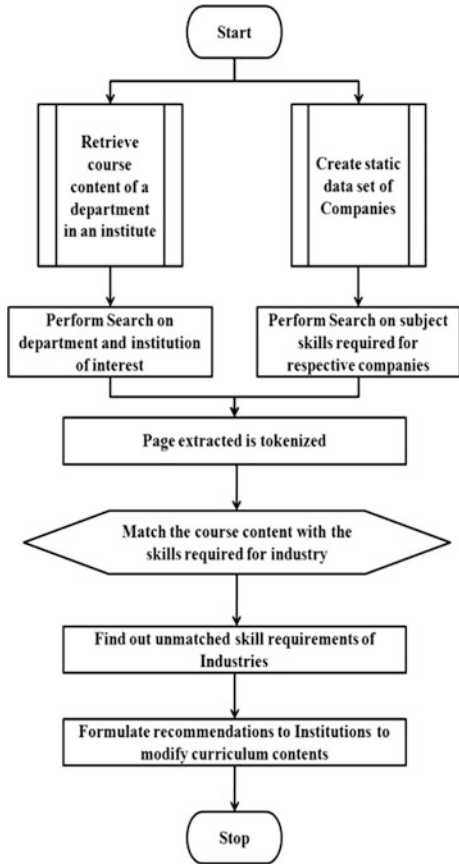 Start
Retrieve
course
content of a
department
in an institute
Create static
data set of
Companies
Perform Search on
department and institution
of interest
Perform Search on subject
skills required for
respective companies
Page extracted is tokenized
Match the course content with the
skills required for industry
Find out unmatched skill requirements of
Industries
Formulate recommendations to Institutions to
modify curriculum contents
Stop